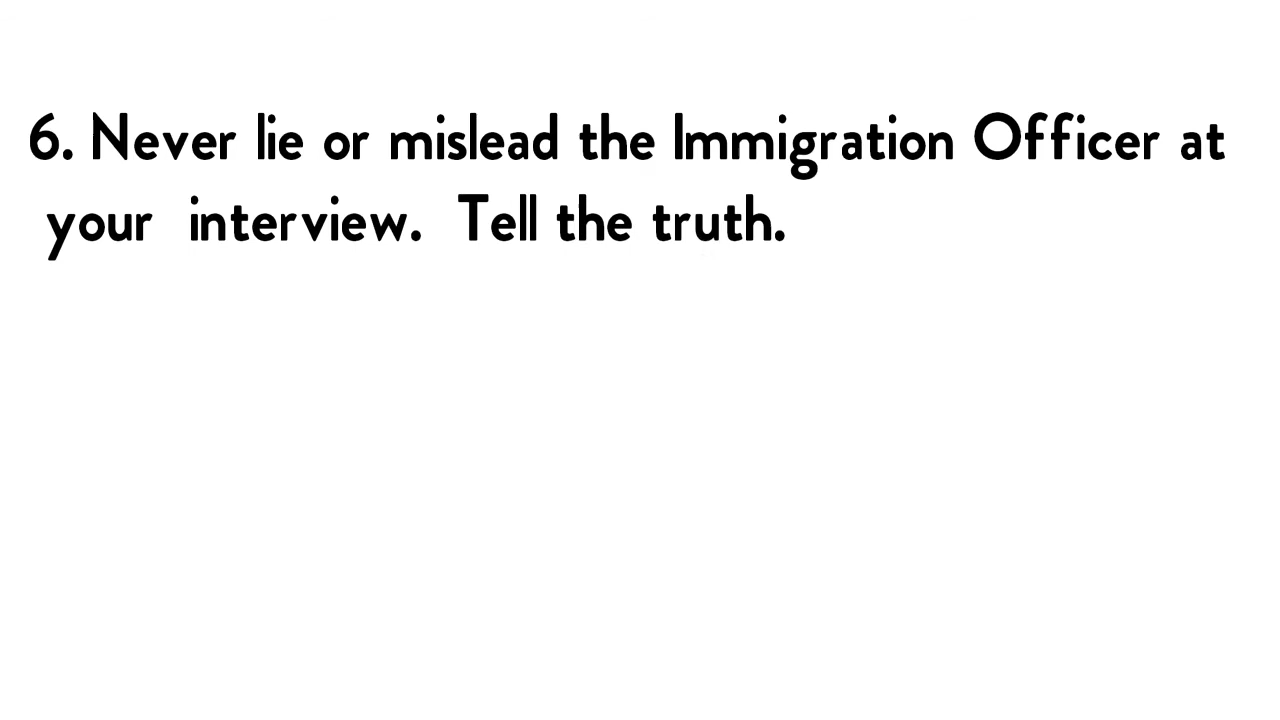 6. Never lie or mislead the Immigration Officer at
your interview. Tell the truth.